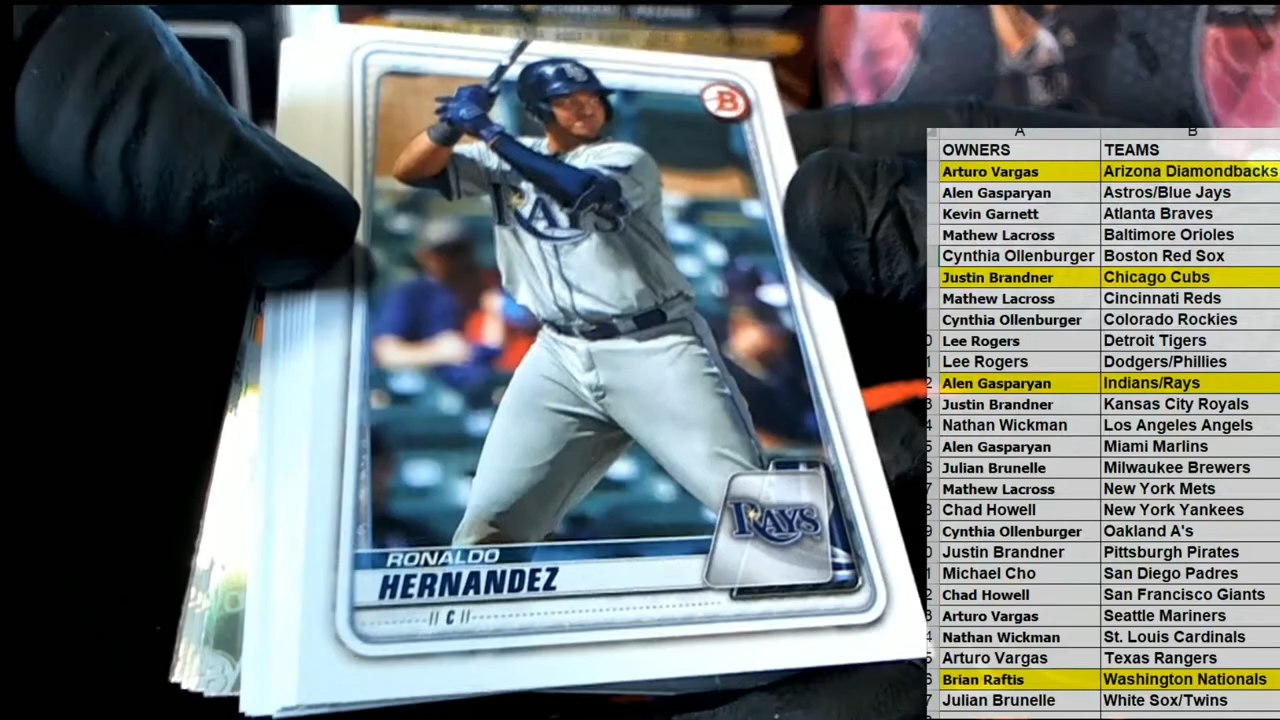 B
RAYS
RAYS
RONALDO
HERNANDEZ
C
A B
OWNERS TEAMS
Arturo Vargas Arizona Diamondbacks
Alen Gasparyan Astros/Blue Jays
Kevin Garnett Atlanta Braves
Mathew Lacross Baltimore Orioles
Cynthia Ollenburger Boston Red Sox
Justin Brandner Chicago Cubs
Mathew Lacross Cincinnati Reds
Cynthia Ollenburger Colorado Rockies
Lee Rogers Detroit Tigers
Lee Rogers Dodgers/Phillies
Alen Gasparyan Indians/Rays
Justin Brandner Kansas City Royals
Nathan Wickman Los Angeles Angels
Alen Gasparyan Miami Marlins
Julian Brunelle Milwaukee Brewers
Mathew Lacross New York Mets
Chad Howell New York Yankees
Cynthia Ollenburger Oakland A's
Justin Brandner Pittsburgh Pirates
Michael Cho San Diego Padres
Chad Howell San Francisco Giants
Arturo Vargas Seattle Mariners
Nathan Wickman St. Louis Cardinals
Arturo Vargas Texas Rangers
Brian Raftis Washington Nationals
Julian Brunelle White Sox/Twins